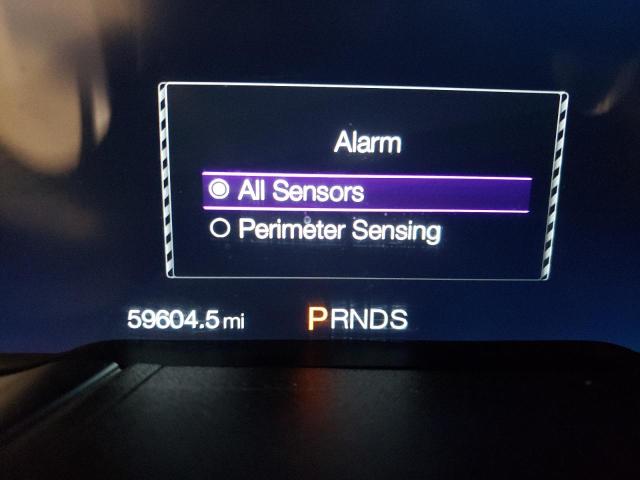 Alarm
All Sensors
Perimeter Sensing
59604.5 mi PRNDS